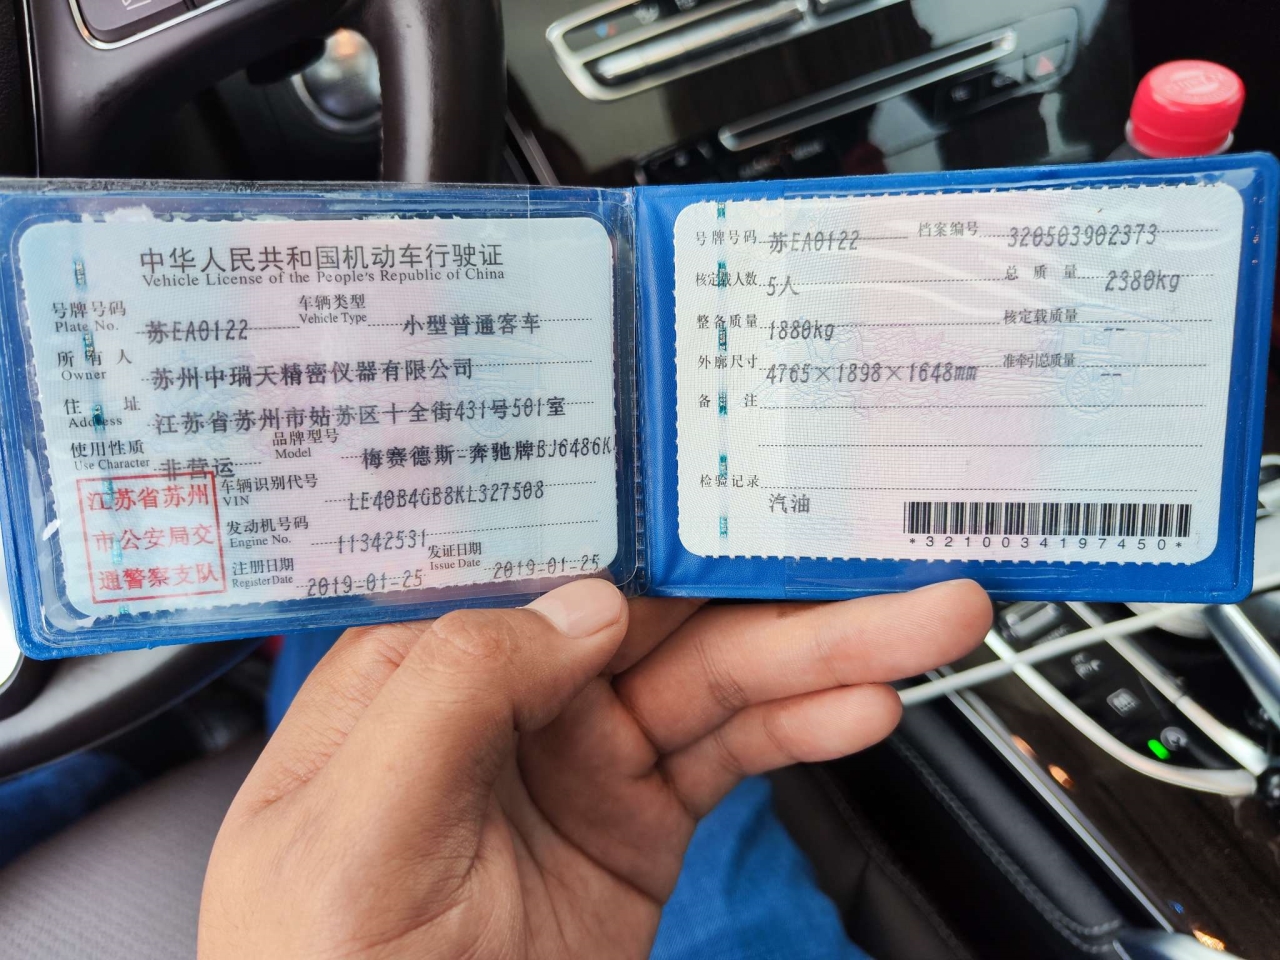 中华人民共和国机动车行驶证
Vehicle License of the People's Republic of China
号牌号码 Plate No. 苏EA0122 车辆类型 Vehicle Type 小型普通客车
所有人 Owner 苏州中瑞天精密仪器有限公司
住址 Address 江苏省苏州市姑苏区十全街431号501室
使用性质 Use Character 非营运 品牌型号 Model 梅赛德斯-奔驰牌BJ6486K
江苏省苏州
市公安局交
通警察支队
车辆识别代号 VIN LE40B4GB8KL327508
发动机号码 Engine No. 11342531
注册日期 Register Date 2019-01-25 发证日期 Issue Date 2019-01-25
号牌号码 苏EA0122 档案编号 320503902373
核定载人数 5人 总质量 2380kg
整备质量 1880kg 核定载质量 --
外廓尺寸 4765×1898×1648mm 准牵引总质量 --
备注
检验记录
汽油
*3210034197450*